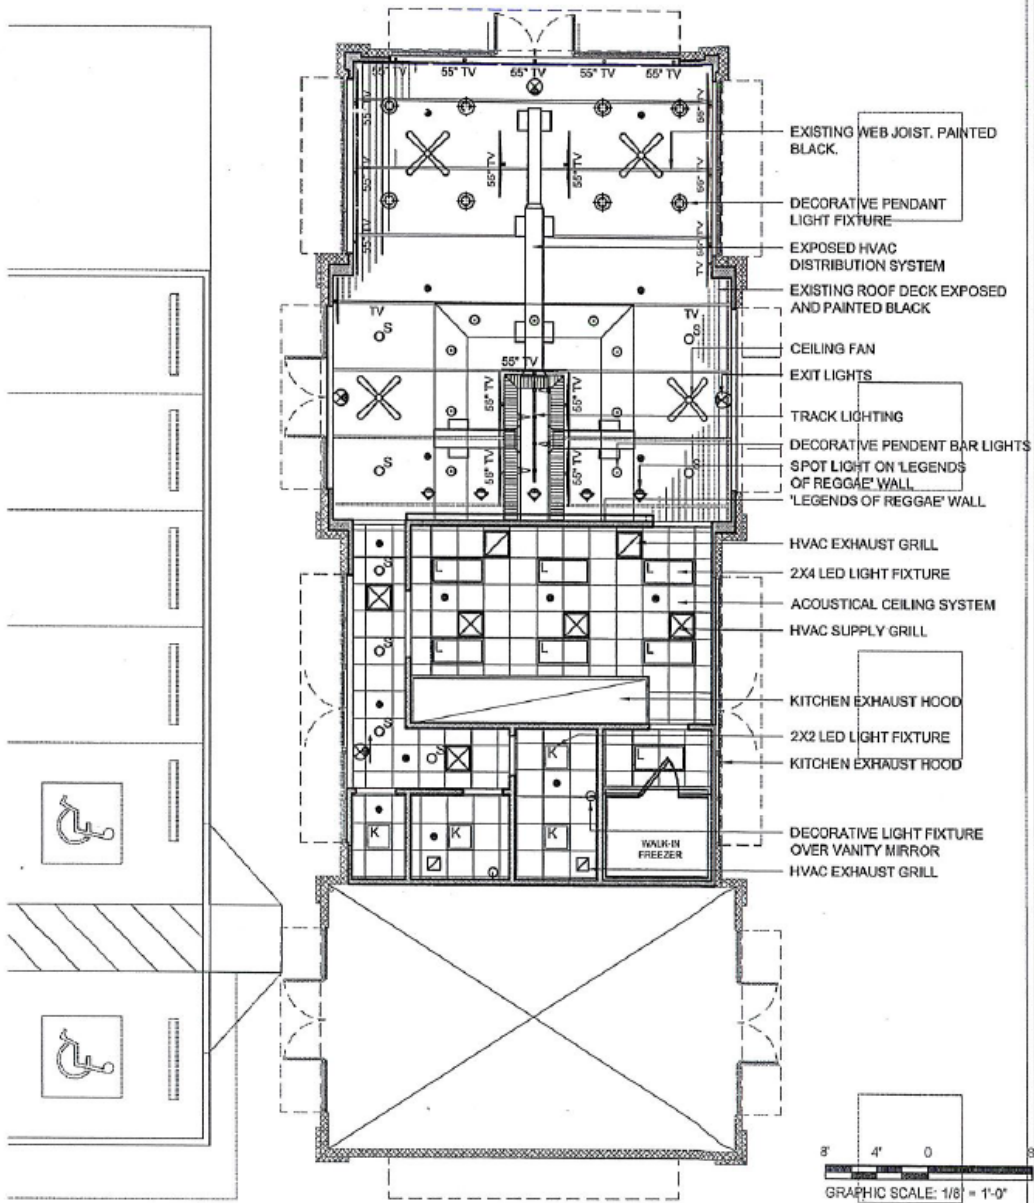 55" TV 55" TV 55" TV 55" TV 55" TV
55" TV
55" TV
55" TV
55" TV
55" TV
55" TV
55" TV
TV
TV
TV
S
S
55" TV
55" TV
55" TV
55" TV
55" TV
S
S
S
L
L
L
L
L
L
S
S
S
K
L
K
K
K
WALK-IN
FREEZER
EXISTING WEB JOIST. PAINTED
BLACK.
DECORATIVE PENDANT
LIGHT FIXTURE
EXPOSED HVAC
DISTRIBUTION SYSTEM
EXISTING ROOF DECK EXPOSED
AND PAINTED BLACK
CEILING FAN
EXIT LIGHTS
TRACK LIGHTING
DECORATIVE PENDENT BAR LIGHTS
SPOT LIGHT ON 'LEGENDS
OF REGGAE' WALL
'LEGENDS OF REGGAE' WALL
HVAC EXHAUST GRILL
2X4 LED LIGHT FIXTURE
ACOUSTICAL CEILING SYSTEM
HVAC SUPPLY GRILL
KITCHEN EXHAUST HOOD
2X2 LED LIGHT FIXTURE
KITCHEN EXHAUST HOOD
DECORATIVE LIGHT FIXTURE
OVER VANITY MIRROR
HVAC EXHAUST GRILL
8' 4' 0 8
GRAPHIC SCALE: 1/8" = 1'-0"